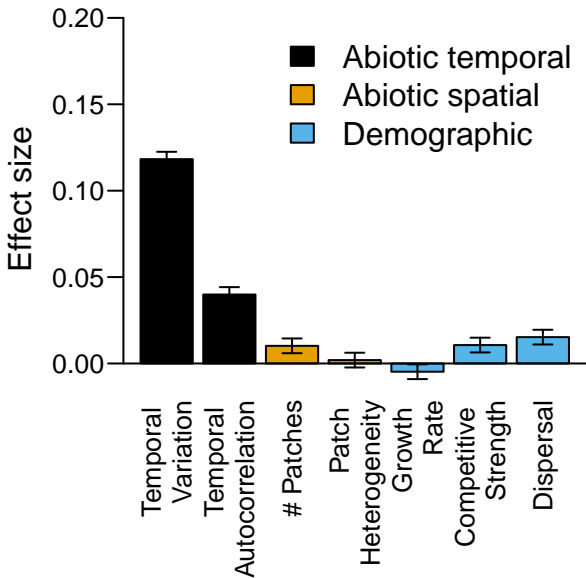 0.20
0.15
0.10
0.05
0.00
Effect size
Abiotic temporal
Abiotic spatial
Demographic
Temporal
Variation
Temporal
Autocorrelation
# Patches
Patch
Heterogeneity
Growth
Rate
Competitive
Strength
Dispersal